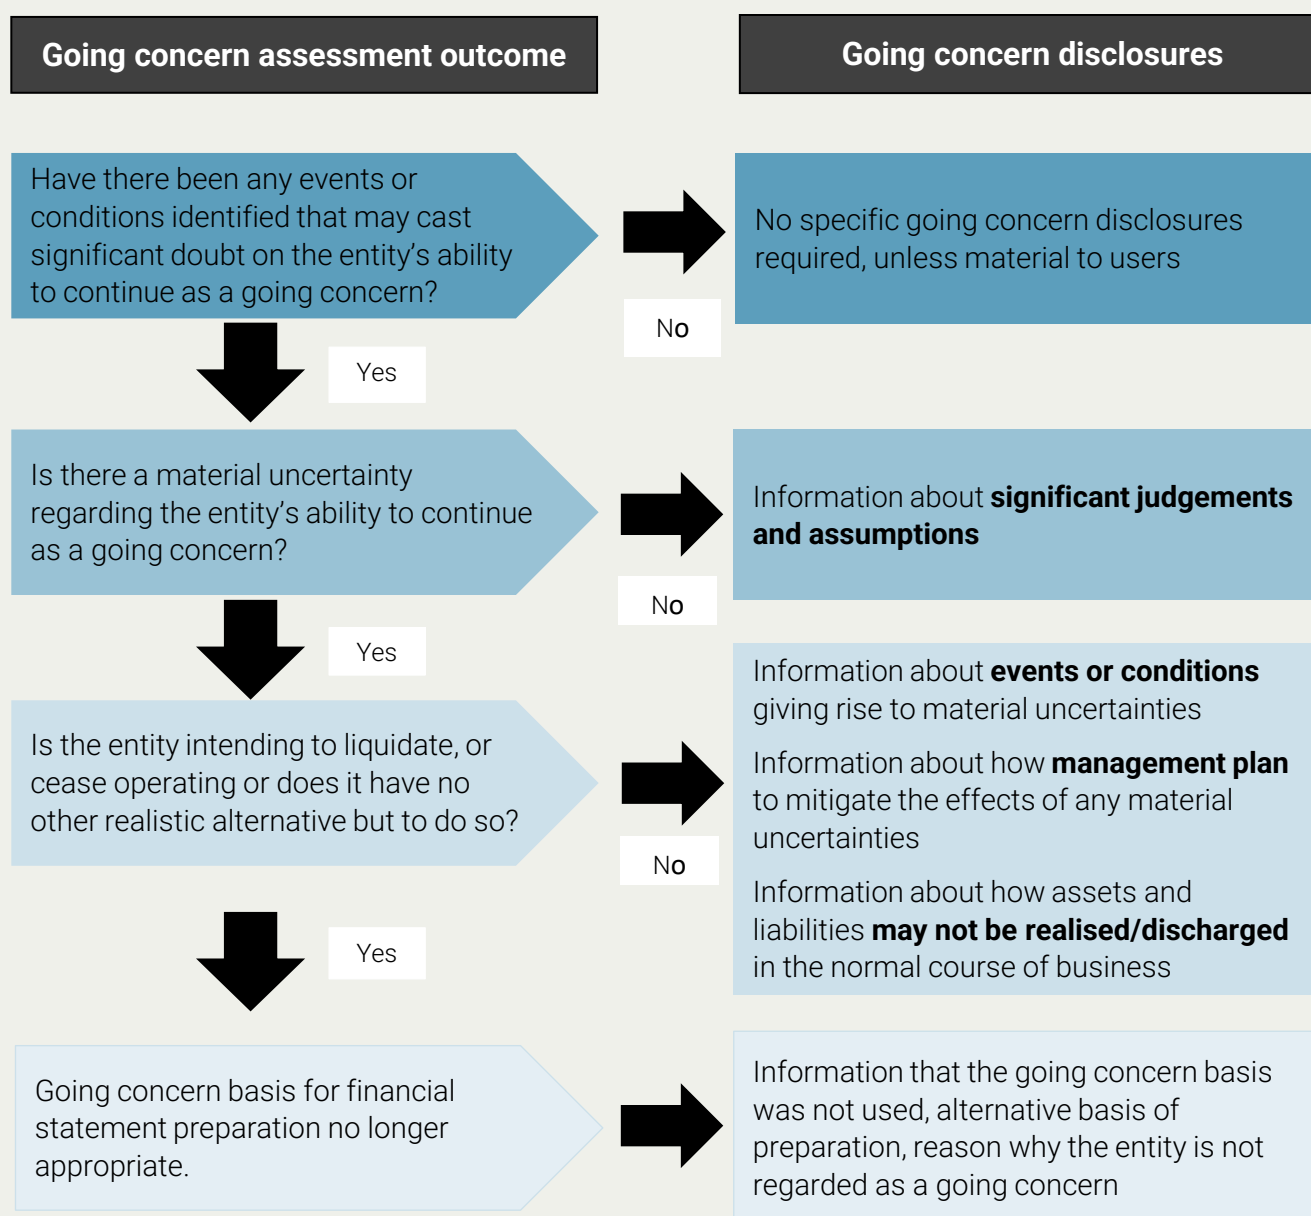 Going concern assessment outcome
Going concern disclosures
Have there been any events or
conditions identified that may cast
significant doubt on the entity’s ability
to continue as a going concern?
No
No specific going concern disclosures
required, unless material to users
Yes
Is there a material uncertainty
regarding the entity’s ability to continue
as a going concern?
No
Information about significant judgements
and assumptions
Yes
Is the entity intending to liquidate, or
cease operating or does it have no
other realistic alternative but to do so?
No
Information about events or conditions
giving rise to material uncertainties
Information about how management plan
to mitigate the effects of any material
uncertainties
Information about how assets and
liabilities may not be realised/discharged
in the normal course of business
Yes
Going concern basis for financial
statement preparation no longer
appropriate.
Information that the going concern basis
was not used, alternative basis of
preparation, reason why the entity is not
regarded as a going concern